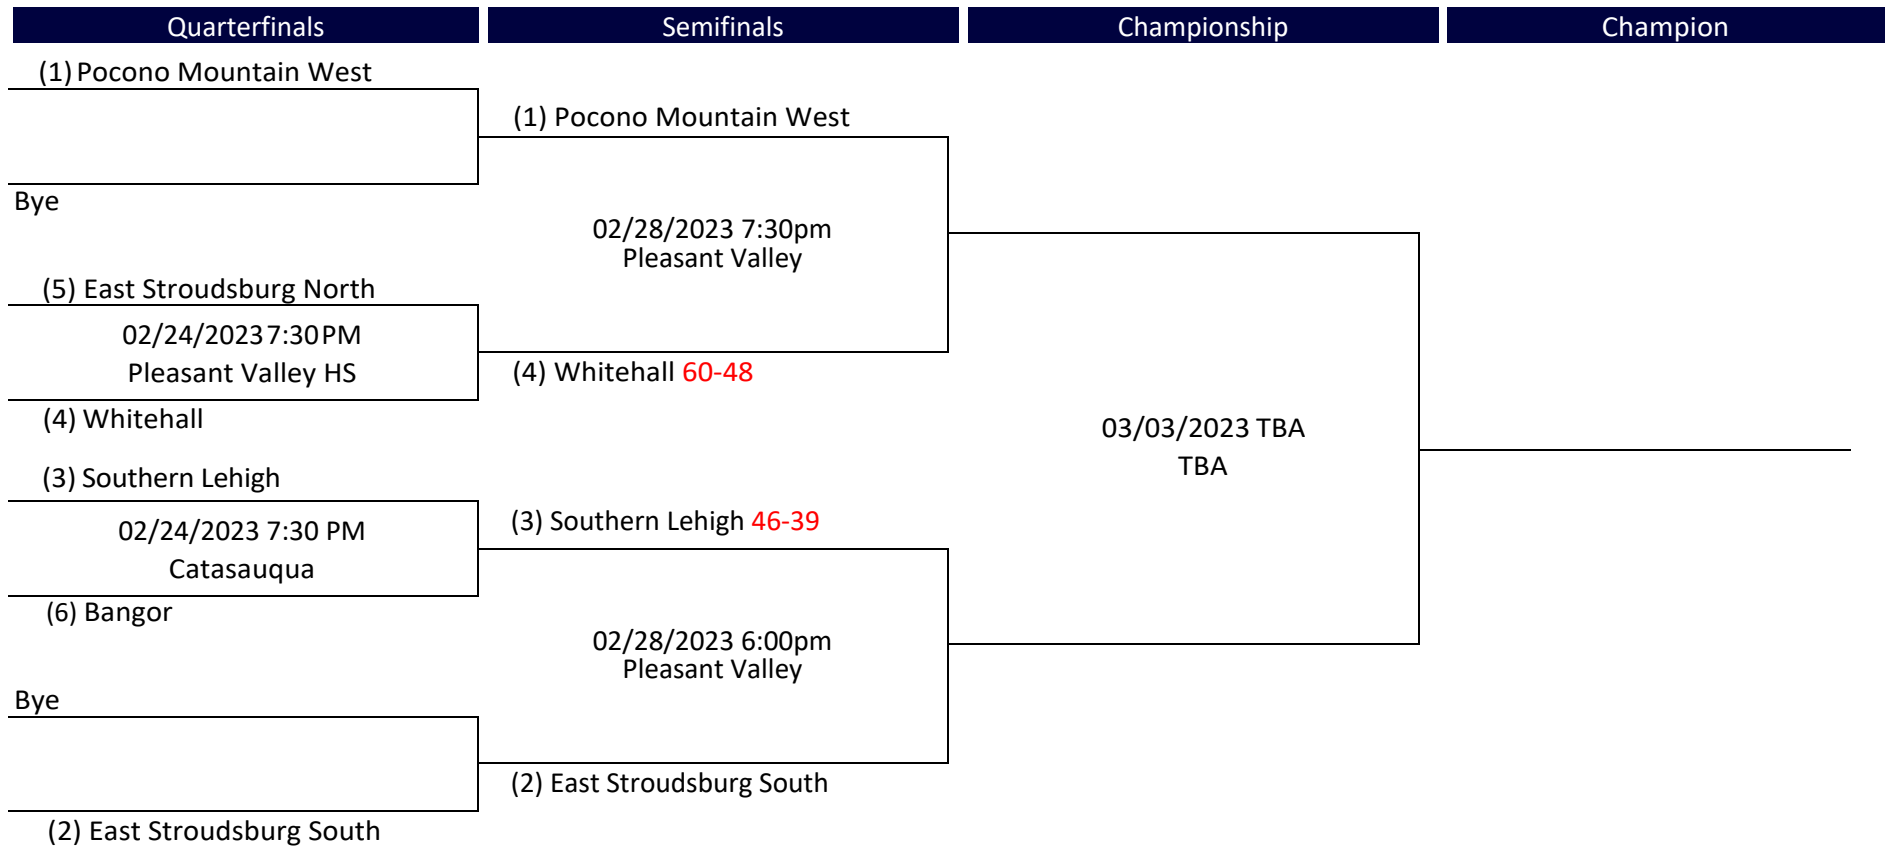 Quarterfinals
Semifinals
Championship
Champion
(1) Pocono Mountain West
(1) Pocono Mountain West
Bye
02/28/2023 7:30pm
Pleasant Valley
(5) East Stroudsburg North
02/24/2023 7:30 PM
Pleasant Valley HS
(4) Whitehall 60-48
(4) Whitehall
03/03/2023 TBA
TBA
(3) Southern Lehigh
(3) Southern Lehigh 46-39
02/24/2023 7:30 PM
Catasauqua
(6) Bangor
02/28/2023 6:00pm
Pleasant Valley
Bye
(2) East Stroudsburg South
(2) East Stroudsburg South